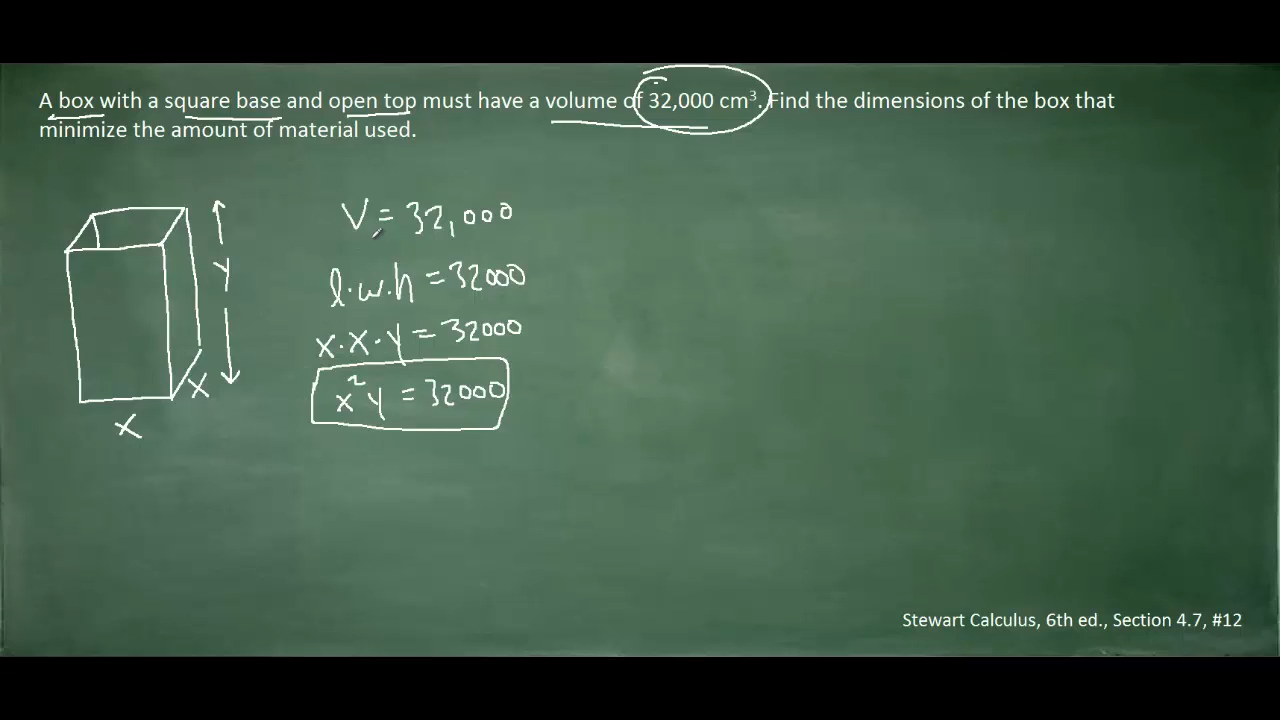 A box with a square base and open top must have a volume of 32,000 cm³. Find the dimensions of the box that
minimize the amount of material used.
V = 32,000
l·w·h = 32000
x·x·y = 32000
x²y = 32000
y
x
x
Stewart Calculus, 6th ed., Section 4.7, #12